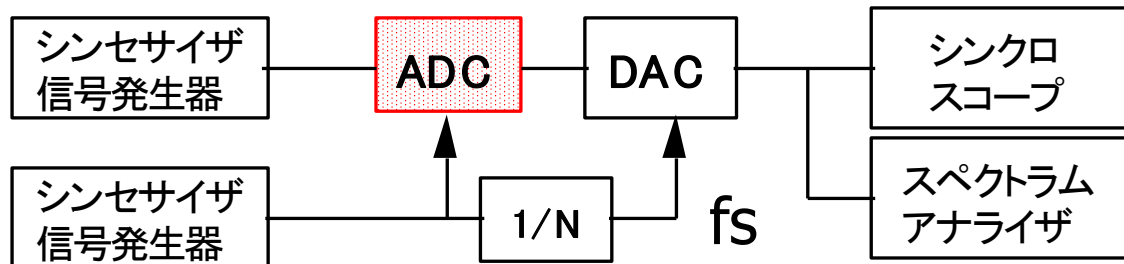 シンセサイザ
信号発生器
ADC
DAC
シンクロ
スコープ
シンセサイザ
信号発生器
1/N
fs
スペクトラム
アナライザ